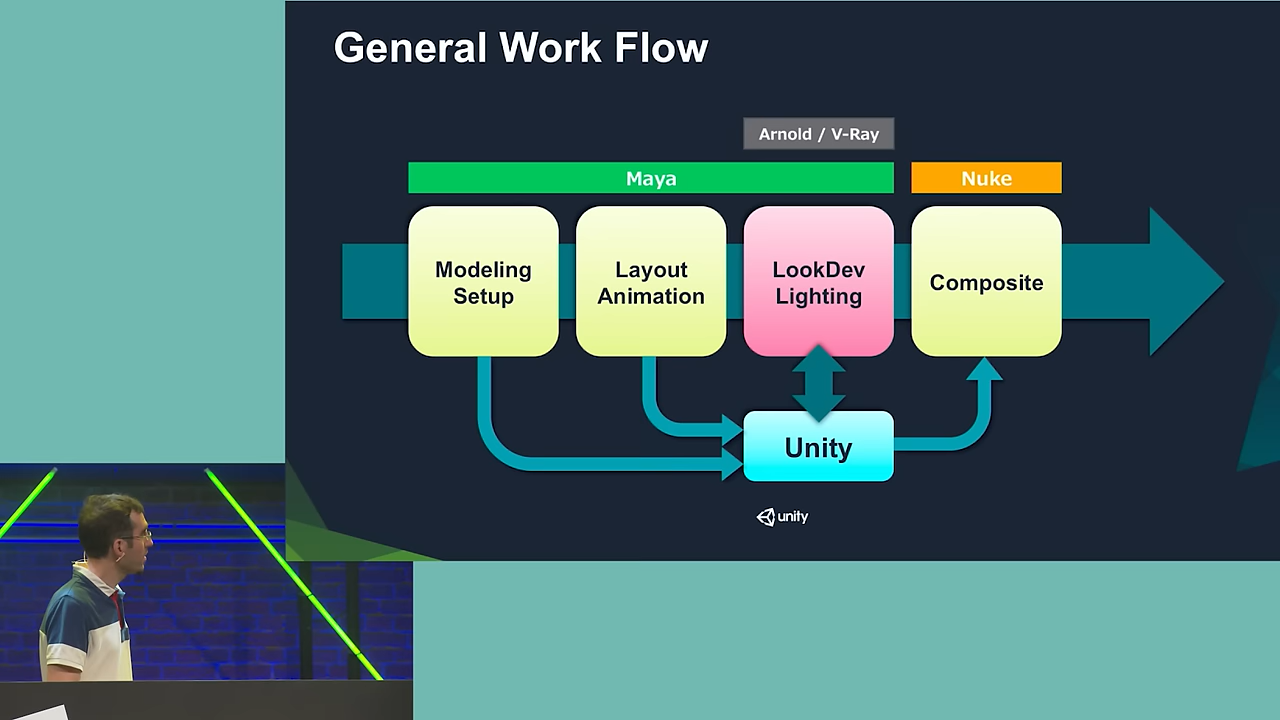 General Work Flow
Arnold / V-Ray
Maya
Nuke
Modeling
Setup
Layout
Animation
LookDev
Lighting
Composite
Unity
unity